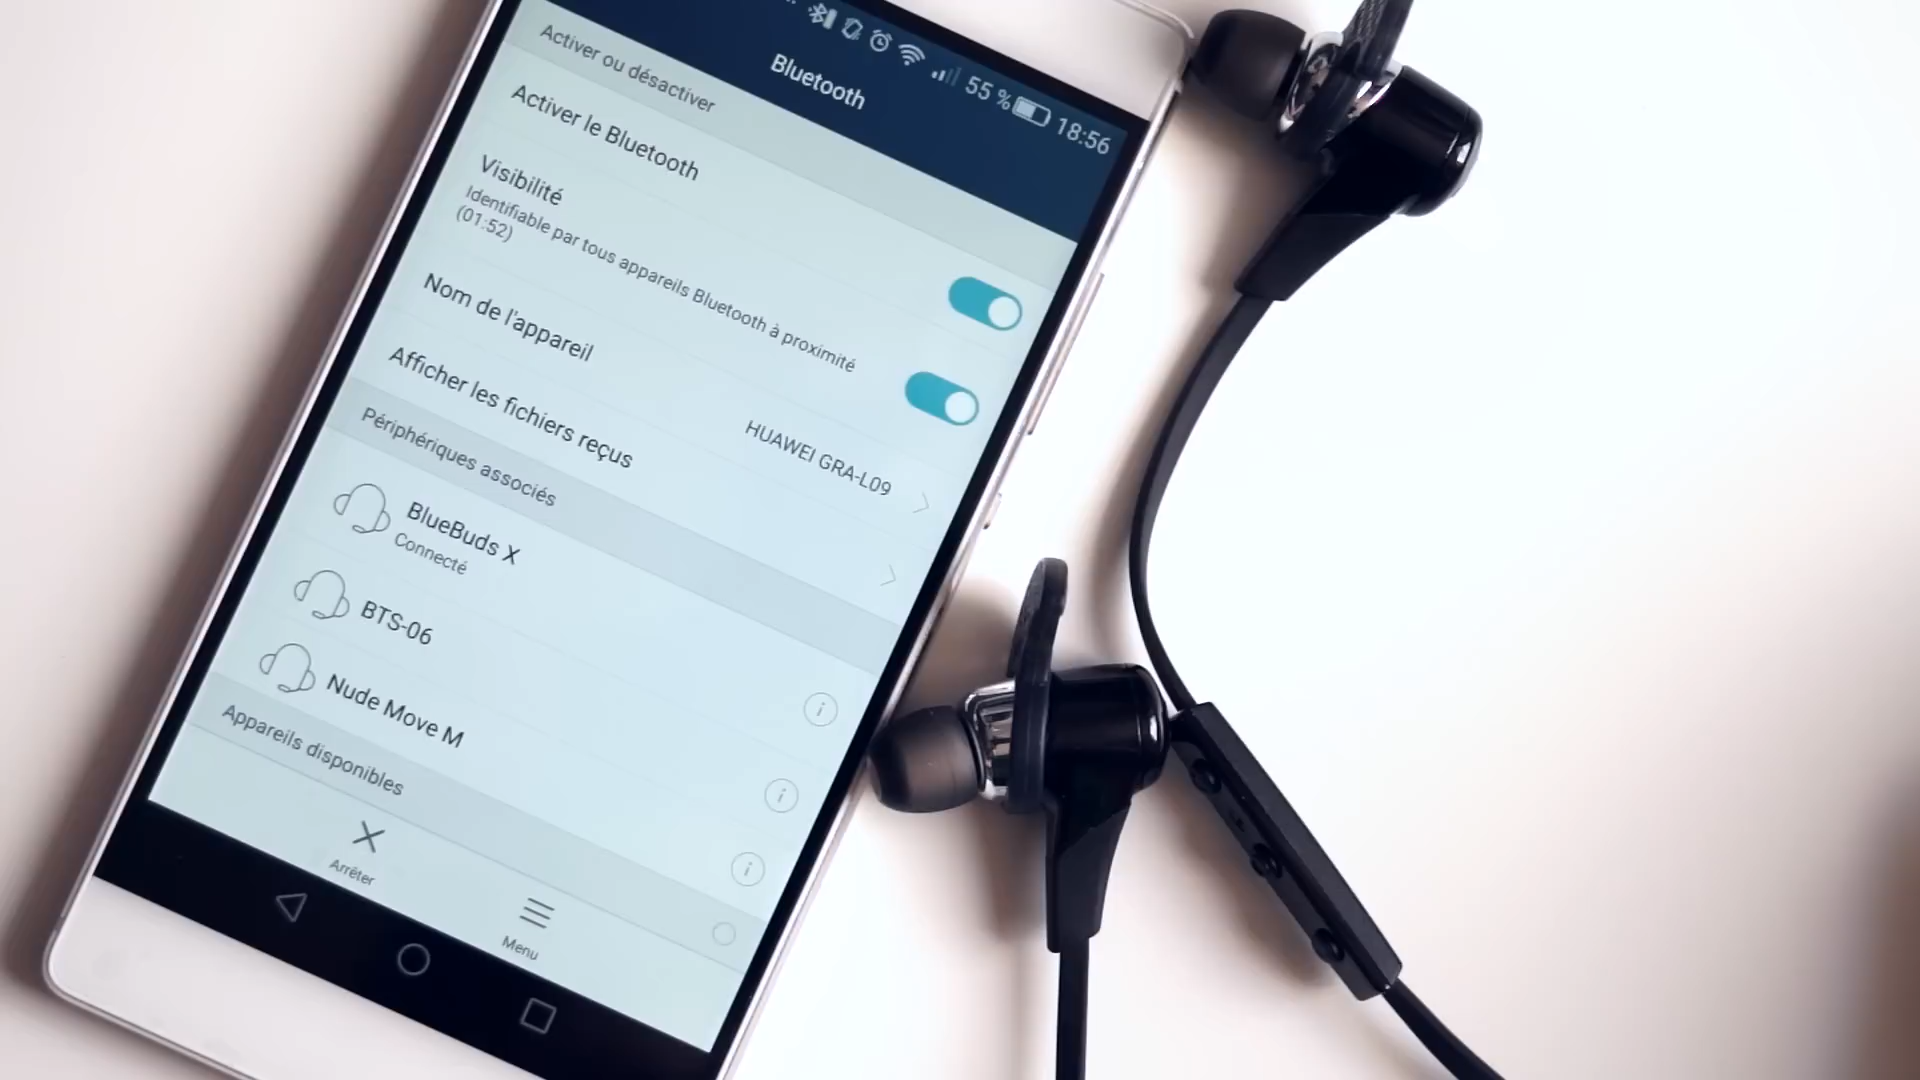 55 % 18:56
Bluetooth
Activer ou désactiver
Activer le Bluetooth
Visibilité
Identifiable par tous appareils Bluetooth à proximité
(01:52)
Nom de l'appareil
HUAWEI GRA-L09
Afficher les fichiers reçus
Périphériques associés
BlueBuds X
Connecté
BTS-06
Nude Move M
Appareils disponibles
Arrêter
Menu